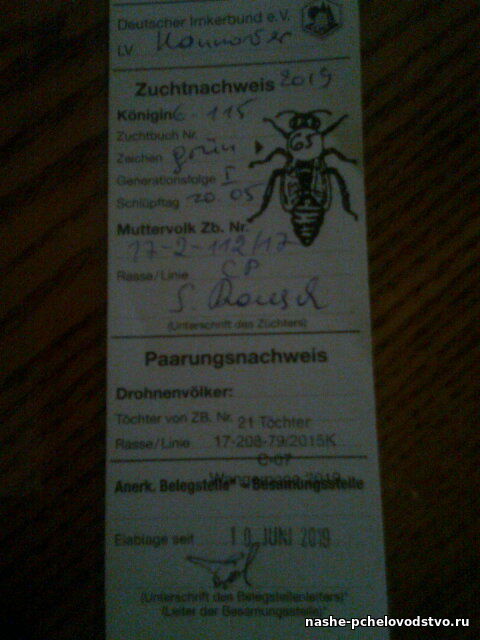 Deutscher Imkerbund e.V.
LV Hannover
Zuchtnachweis 2019
Königin 6-115
Zuchtbuch Nr.
Zeichen grün
65
Generationsfolge I
Schlüpftag 20.05
Muttervolk Zb. Nr.
17-2-112/17
Rasse/Linie CP
S.
(Unterschrift des Züchters)
Paarungsnachweis
Drohnenvölker:
Töchter von ZB. Nr. 21 Töchter
Rasse/Linie 17-208-79/2015K
C-07
Wangerooge 2019
Anerk. Belegstelle* - Besamungsstelle
Eiablage seit 10. JUNI 2019
(Unterschrift des Belegstellenleiters)*
(Leiter der Besamungsstelle)*
nashe-pchelovodstvo.ru